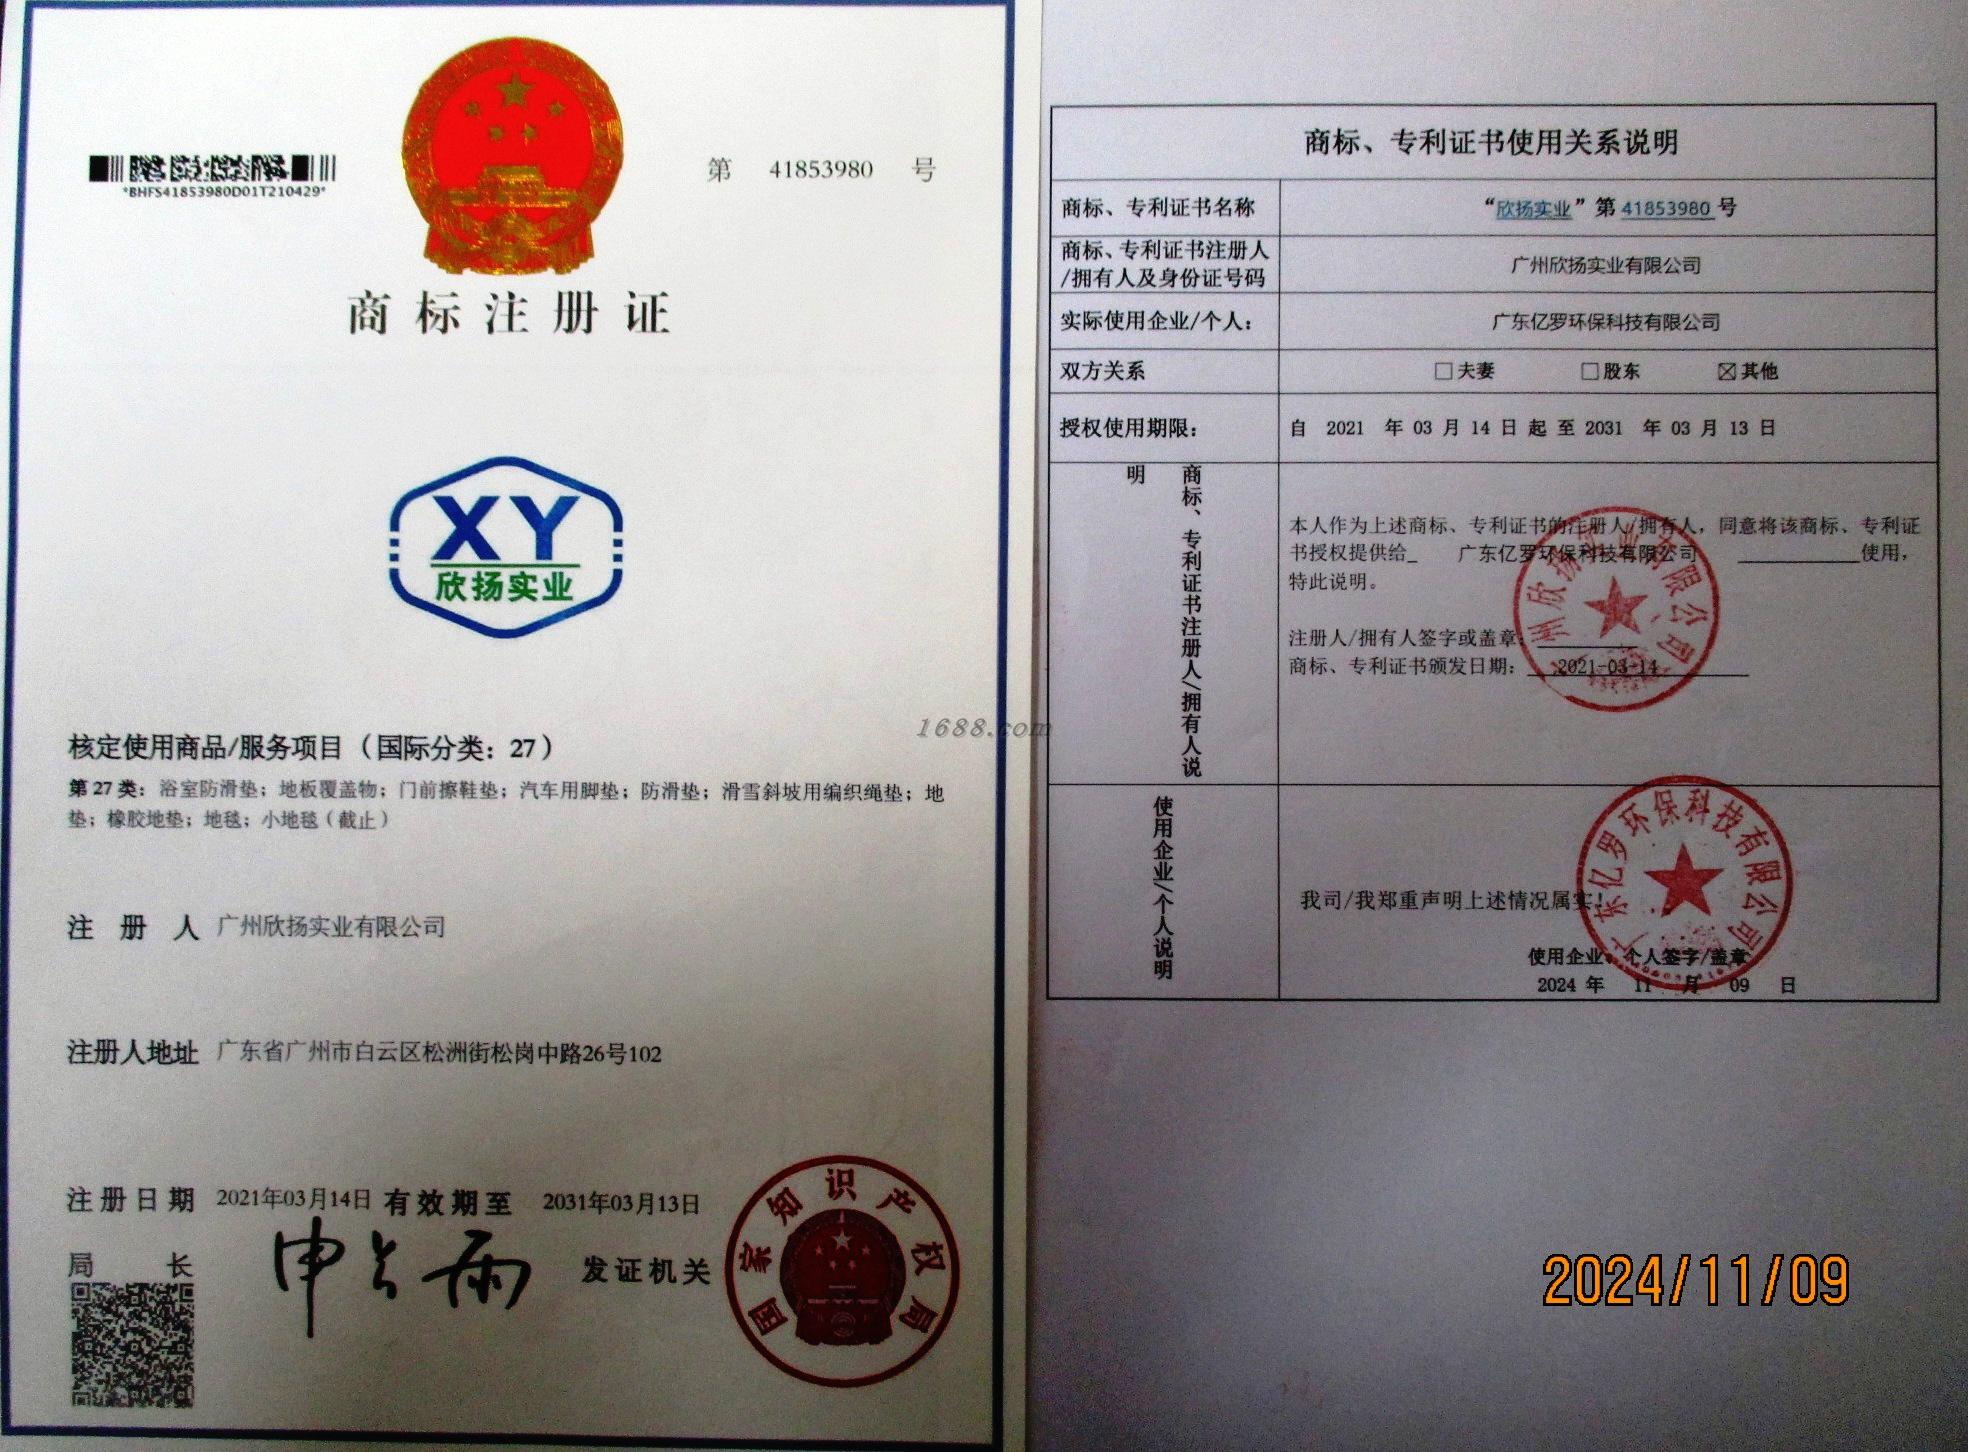 *BHFS41853980D01T210429*
第 41853980 号
商标注册证
XY
欣扬实业
核定使用商品/服务项目（国际分类：27）
第27类：浴室防滑垫；地板覆盖物；门前擦鞋垫；汽车用脚垫；防滑垫；滑雪斜坡用编织绳垫；地
垫；橡胶地垫；地毯；小地毯（截止）
注册人 广州欣扬实业有限公司
注册人地址 广东省广州市白云区松洲街松岗中路26号102
注册日期 2021年03月14日 有效期至 2031年03月13日
局长 申长雨 发证机关
国家知识产权局
1688.com
商标、专利证书使用关系说明
商标、专利证书名称 “欣扬实业”第 41853980 号
商标、专利证书注册人
/拥有人及身份证号码 广州欣扬实业有限公司
实际使用企业/个人： 广东亿罗环保科技有限公司
双方关系 □夫妻 □股东 ☒其他
授权使用期限： 自 2021 年 03 月 14 日 起 至 2031 年 03 月 13 日
商标、专利证书注册人/拥有人说
明
本人作为上述商标、专利证书的注册人/拥有人，同意将该商标、专利证
书授权提供给_ 广东亿罗环保科技有限公司 使用，
特此说明。
注册人/拥有人签字或盖章：
商标、专利证书颁发日期： 2021-03-14
州欣扬实业有限公司
使用企业/个人说明
我司/我郑重声明上述情况属实！
使用企业、个人签字/盖章
2024 年 11 月 09 日
广东亿罗环保科技有限公司
2024/11/09